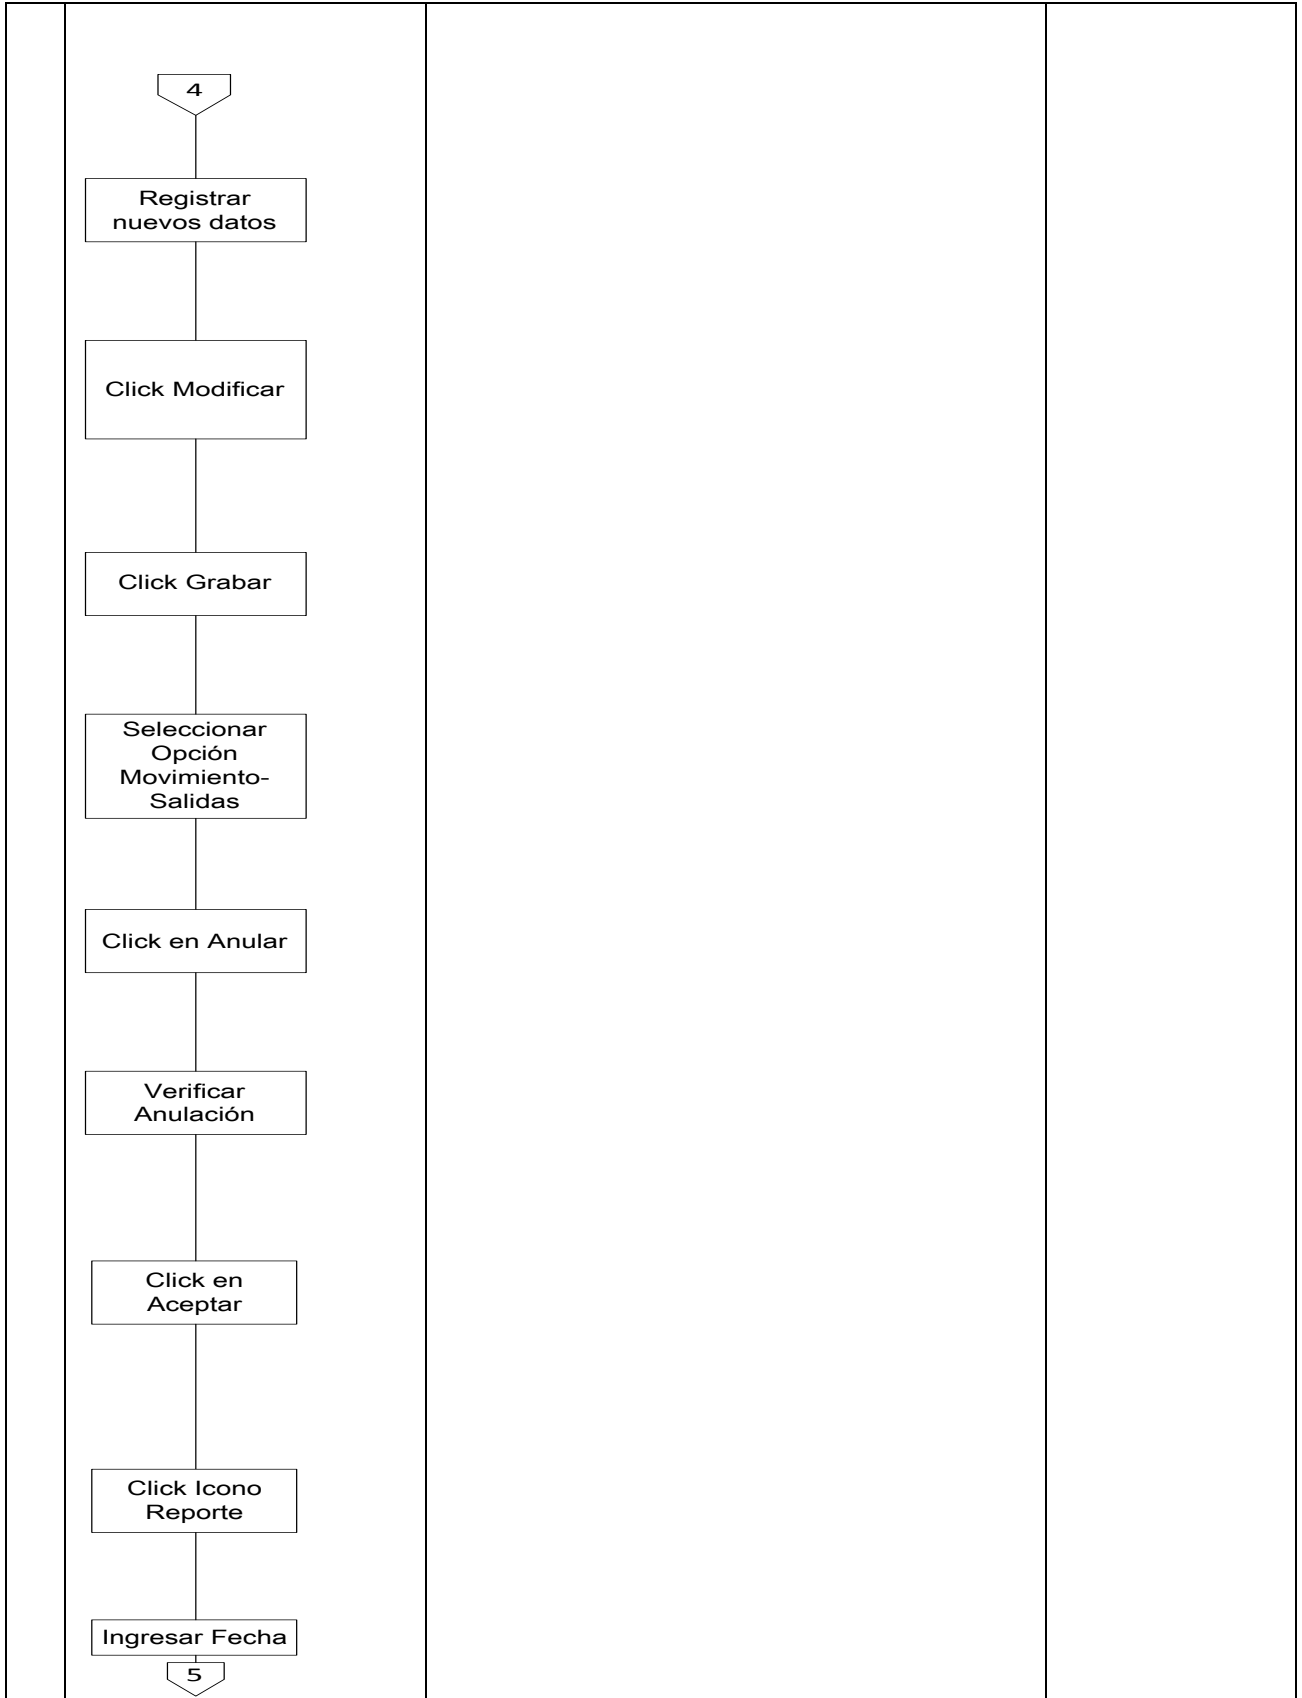 4
Registrar
nuevos datos
Click Modificar
Click Grabar
Seleccionar
Opción
Movimiento-
Salidas
Click en Anular
Verificar
Anulación
Click en
Aceptar
Click Icono
Reporte
Ingresar Fecha
5